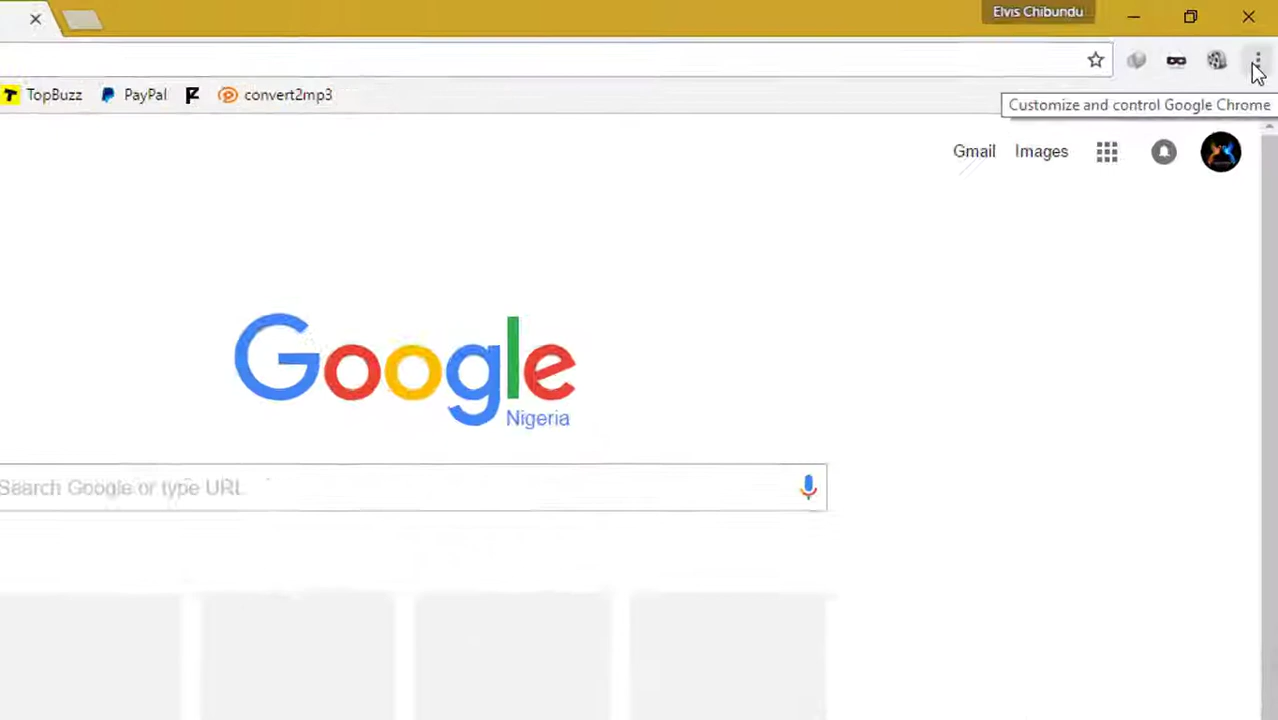 Elvis Chibundu
TopBuzz PayPal convert2mp3
Customize and control Google Chrome
Gmail Images
Google
Nigeria
Search Google or type URL